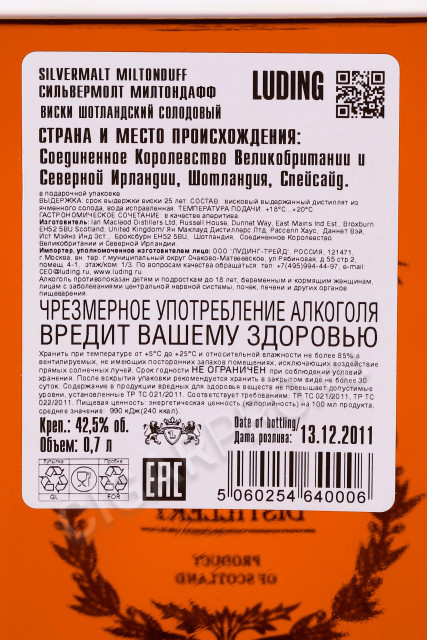 SILVERMALT MILTONDUFF
СИЛЬВЕРМОЛТ МИЛТОНДАФФ
ВИСКИ ШОТЛАНДСКИЙ СОЛОДОВЫЙ
LUDING
СТРАНА И МЕСТО ПРОИСХОЖДЕНИЯ:
Соединенное Королевство Великобритании и
Северной Ирландии, Шотландия, Спейсайд.
в подарочной упаковке
ВЫДЕРЖКА: срок выдержки виски 25 лет. СОСТАВ: висковый выдержанный дистиллят из
ячменного солода, вода исправленная. ТЕМПЕРАТУРА ПОДАЧИ: +18°С...+20°С.
ГАСТРОНОМИЧЕСКОЕ СОЧЕТАНИЕ: в качестве аперитива.
Изготовитель: Ian Macleod Distillers Ltd, Russell House, Dunnet Way, East Mains Ind Est., Broxburn
EH52 5BU Scotland, United Kingdom/ Ян Маклауд Дистиллерс Лтд, Расселл Хаус, Даннет Вэй,
Ист Мэйнз Инд Эст., Броксбурн EH52 5BU, Шотландия, Соединенное Королевство
Великобритании и Северной Ирландии.
Импортер, уполномоченное изготовителем лицо: ООО "ЛУДИНГ-ТРЕЙД", РОССИЯ, 121471
г Москва, вн. тер. г муниципальный округ Очаково-Матвеевское, ул Рябиновая, д 55 стр 2,
помещ. 4-1, этаж/ком. 1/3. По вопросам качества обращаться: тел: +7(495)994-44-97, e-mail:
CEO@luding.ru, www.luding.ru.
Алкоголь противопоказан детям и подросткам до 18 лет, беременным и кормящим женщинам,
лицам с заболеваниями центральной нервной системы, почек, печени и других органов
пищеварения.
ЧРЕЗМЕРНОЕ УПОТРЕБЛЕНИЕ АЛКОГОЛЯ
ВРЕДИТ ВАШЕМУ ЗДОРОВЬЮ
Хранить при температуре от +5°С до +25°С и относительной влажности не более 85% в
вентилируемых, не имеющих посторонних запахов помещениях, исключающих воздействие
прямых солнечных лучей. Срок годности НЕ ОГРАНИЧЕН при соблюдении условий
хранения. После вскрытия упаковки рекомендуется хранить в закрытом виде не более 30
суток. Содержание в продукции вредных для здоровья веществ не превышает допустимые
уровни, установленные ТР ТС 021/2011. Соответствует требованиям: ТР ТС 021/2011, ТР ТС
022/2011. Пищевая ценность: энергетическая ценность (калорийность) на 100 мл продукта,
среднее значение: 990 кДж(240 ккал).
Креп.: 42,5% об.
Объем: 0,7 л
Date of bottling/
Дата розлива: 13.12.2011
Бутылка
Пробка
GL
FOR
EAC
5 060254 640006
DISTILLERY
PRODUCT
OF SCOTLAND